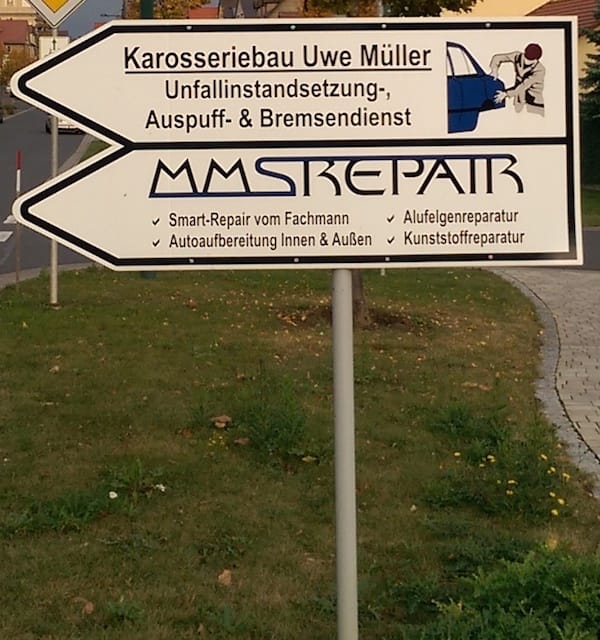 Karosseriebau Uwe Müller
Unfallinstandsetzung-,
Auspuff- & Bremsendienst
MMSREPAIR
✓ Smart-Repair vom Fachmann ✓ Alufelgenreparatur
✓ Autoaufbereitung Innen & Außen ✓ Kunststoffreparatur